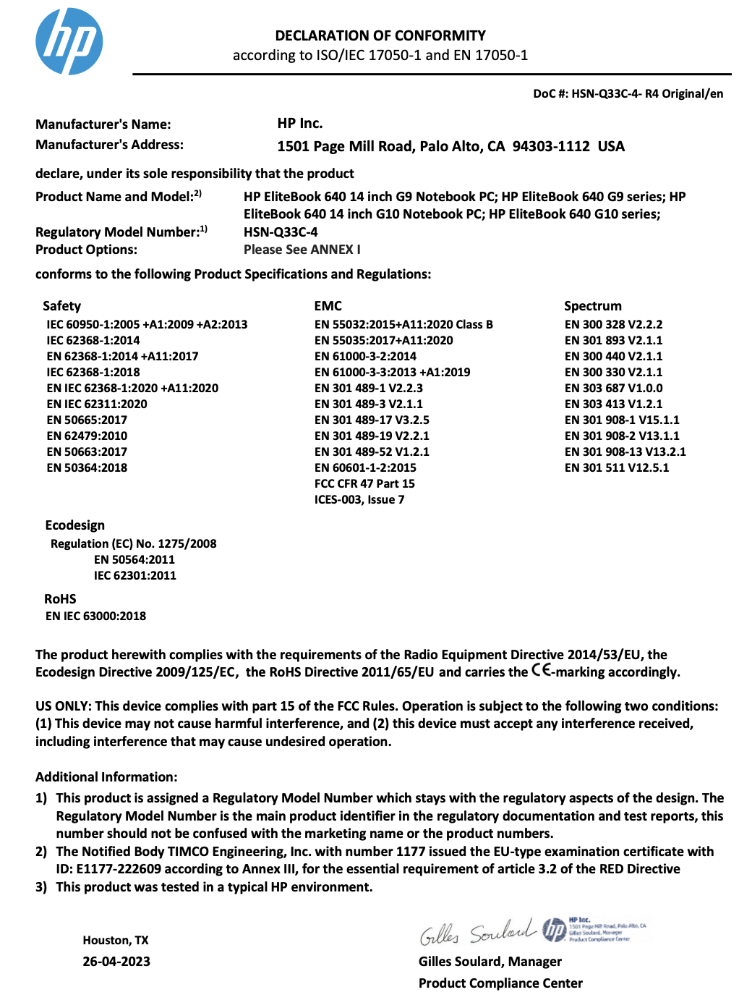 hp
DECLARATION OF CONFORMITY
according to ISO/IEC 17050-1 and EN 17050-1
DoC #: HSN-Q33C-4- R4 Original/en
Manufacturer's Name: HP Inc.
Manufacturer's Address: 1501 Page Mill Road, Palo Alto, CA 94303-1112 USA
declare, under its sole responsibility that the product
Product Name and Model:2) HP EliteBook 640 14 inch G9 Notebook PC; HP EliteBook 640 G9 series; HP
EliteBook 640 14 inch G10 Notebook PC; HP EliteBook 640 G10 series;
Regulatory Model Number:1) HSN-Q33C-4
Product Options: Please See ANNEX I
conforms to the following Product Specifications and Regulations:
Safety
IEC 60950-1:2005 +A1:2009 +A2:2013
IEC 62368-1:2014
EN 62368-1:2014 +A11:2017
IEC 62368-1:2018
EN IEC 62368-1:2020 +A11:2020
EN IEC 62311:2020
EN 50665:2017
EN 62479:2010
EN 50663:2017
EN 50364:2018
EMC
EN 55032:2015+A11:2020 Class B
EN 55035:2017+A11:2020
EN 61000-3-2:2014
EN 61000-3-3:2013 +A1:2019
EN 301 489-1 V2.2.3
EN 301 489-3 V2.1.1
EN 301 489-17 V3.2.5
EN 301 489-19 V2.2.1
EN 301 489-52 V1.2.1
EN 60601-1-2:2015
FCC CFR 47 Part 15
ICES-003, Issue 7
Spectrum
EN 300 328 V2.2.2
EN 301 893 V2.1.1
EN 300 440 V2.1.1
EN 300 330 V2.1.1
EN 303 687 V1.0.0
EN 303 413 V1.2.1
EN 301 908-1 V15.1.1
EN 301 908-2 V13.1.1
EN 301 908-13 V13.2.1
EN 301 511 V12.5.1
Ecodesign
Regulation (EC) No. 1275/2008
EN 50564:2011
IEC 62301:2011
RoHS
EN IEC 63000:2018
The product herewith complies with the requirements of the Radio Equipment Directive 2014/53/EU, the
Ecodesign Directive 2009/125/EC, the RoHS Directive 2011/65/EU and carries the CE-marking accordingly.
US ONLY: This device complies with part 15 of the FCC Rules. Operation is subject to the following two conditions:
(1) This device may not cause harmful interference, and (2) this device must accept any interference received,
including interference that may cause undesired operation.
Additional Information:
1) This product is assigned a Regulatory Model Number which stays with the regulatory aspects of the design. The
Regulatory Model Number is the main product identifier in the regulatory documentation and test reports, this
number should not be confused with the marketing name or the product numbers.
2) The Notified Body TIMCO Engineering, Inc. with number 1177 issued the EU-type examination certificate with
ID: E1177-222609 according to Annex III, for the essential requirement of article 3.2 of the RED Directive
3) This product was tested in a typical HP environment.
Gilles Soulard
hp
HP Inc.
1501 Page Mill Road, Palo Alto, CA
Gilles Soulard, Manager
Product Compliance Center
Houston, TX
26-04-2023
Gilles Soulard, Manager
Product Compliance Center